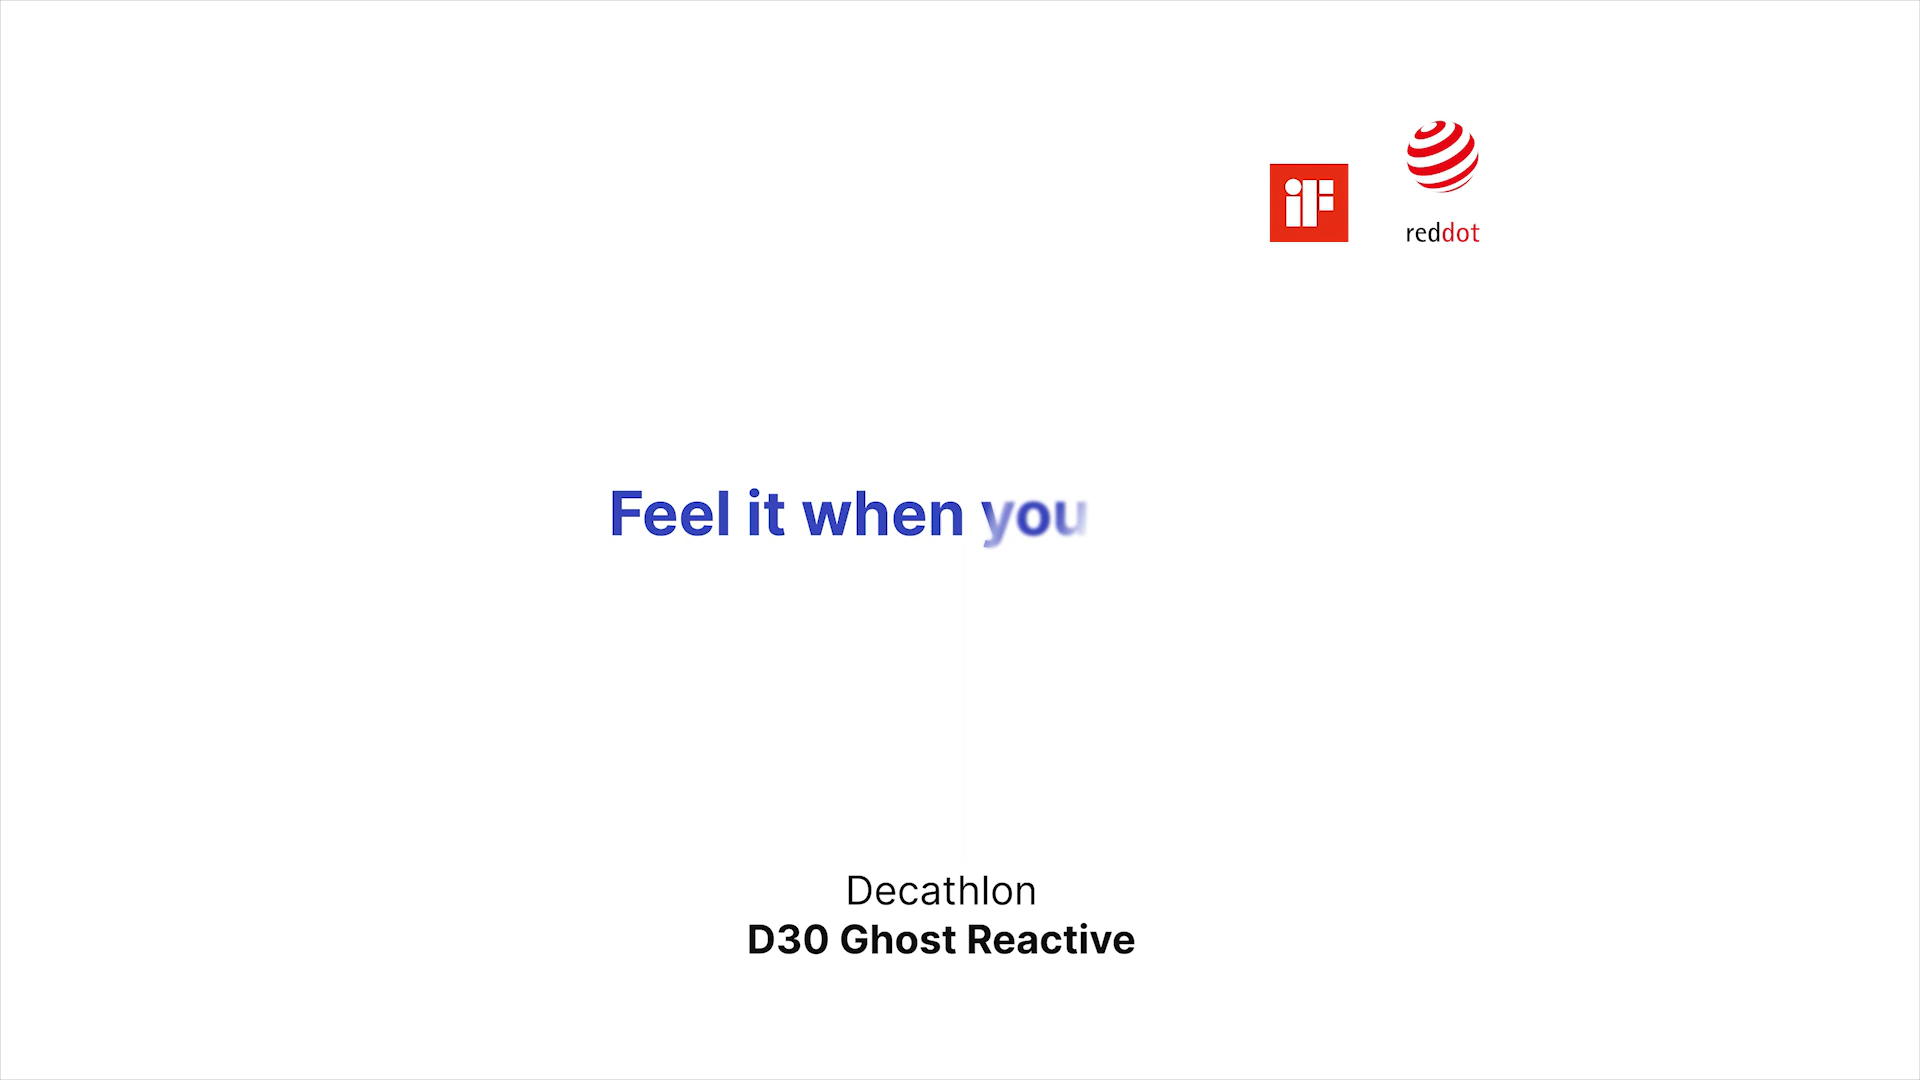 iF
reddot
Feel it when you
Decathlon
D30 Ghost Reactive